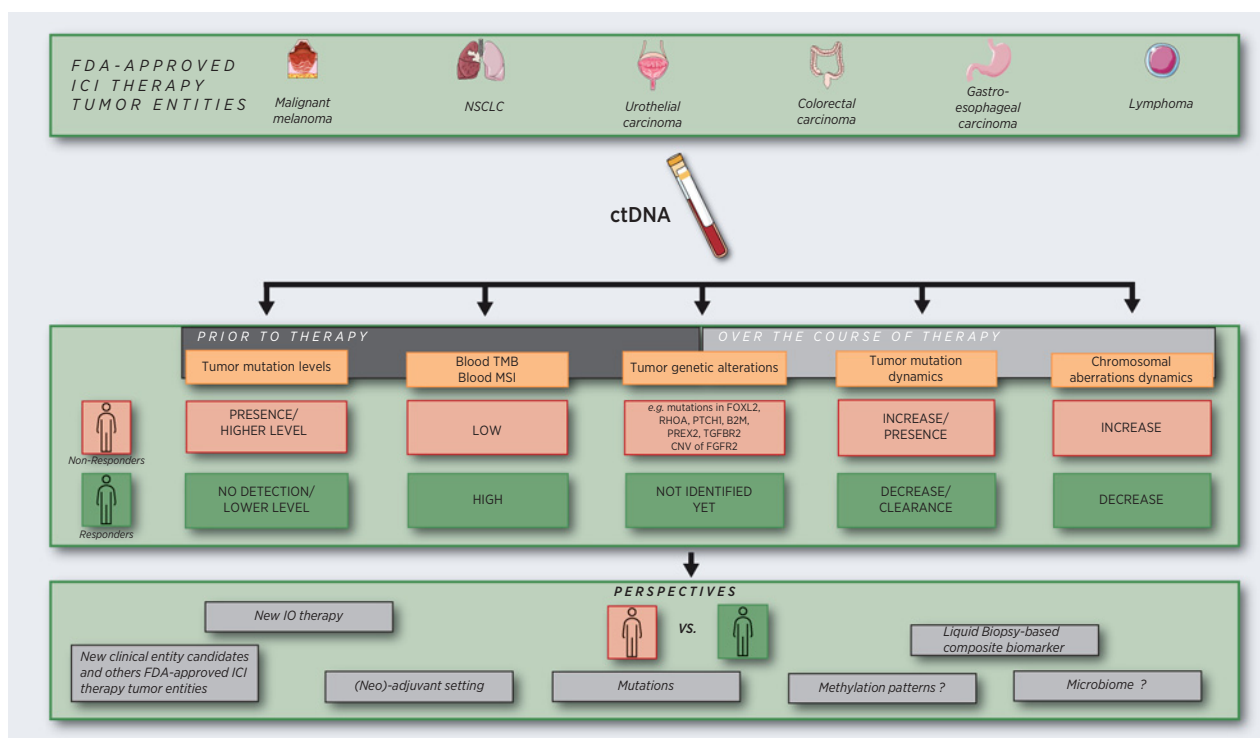 FDA-APPROVED
ICI THERAPY
TUMOR ENTITIES
Malignant
melanoma
NSCLC
Urothelial
carcinoma
Colorectal
carcinoma
Gastro-
esophageal
carcinoma
Lymphoma
ctDNA
PRIOR TO THERAPY
OVER THE COURSE OF THERAPY
Tumor mutation levels
Blood TMB
Blood MSI
Tumor genetic alterations
Tumor mutation
dynamics
Chromosomal
aberrations dynamics
Non-Responders
PRESENCE/
HIGHER LEVEL
LOW
e.g. mutations in FOXL2,
RHOA, PTCH1, B2M,
PREX2, TGFBR2
CNV of FGFR2
INCREASE/
PRESENCE
INCREASE
Responders
NO DETECTION/
LOWER LEVEL
HIGH
NOT IDENTIFIED
YET
DECREASE/
CLEARANCE
DECREASE
PERSPECTIVES
New IO therapy
VS.
Liquid Biopsy-based
composite biomarker
New clinical entity candidates
and others FDA-approved ICI
therapy tumor entities
(Neo)-adjuvant setting
Mutations
Methylation patterns ?
Microbiome ?